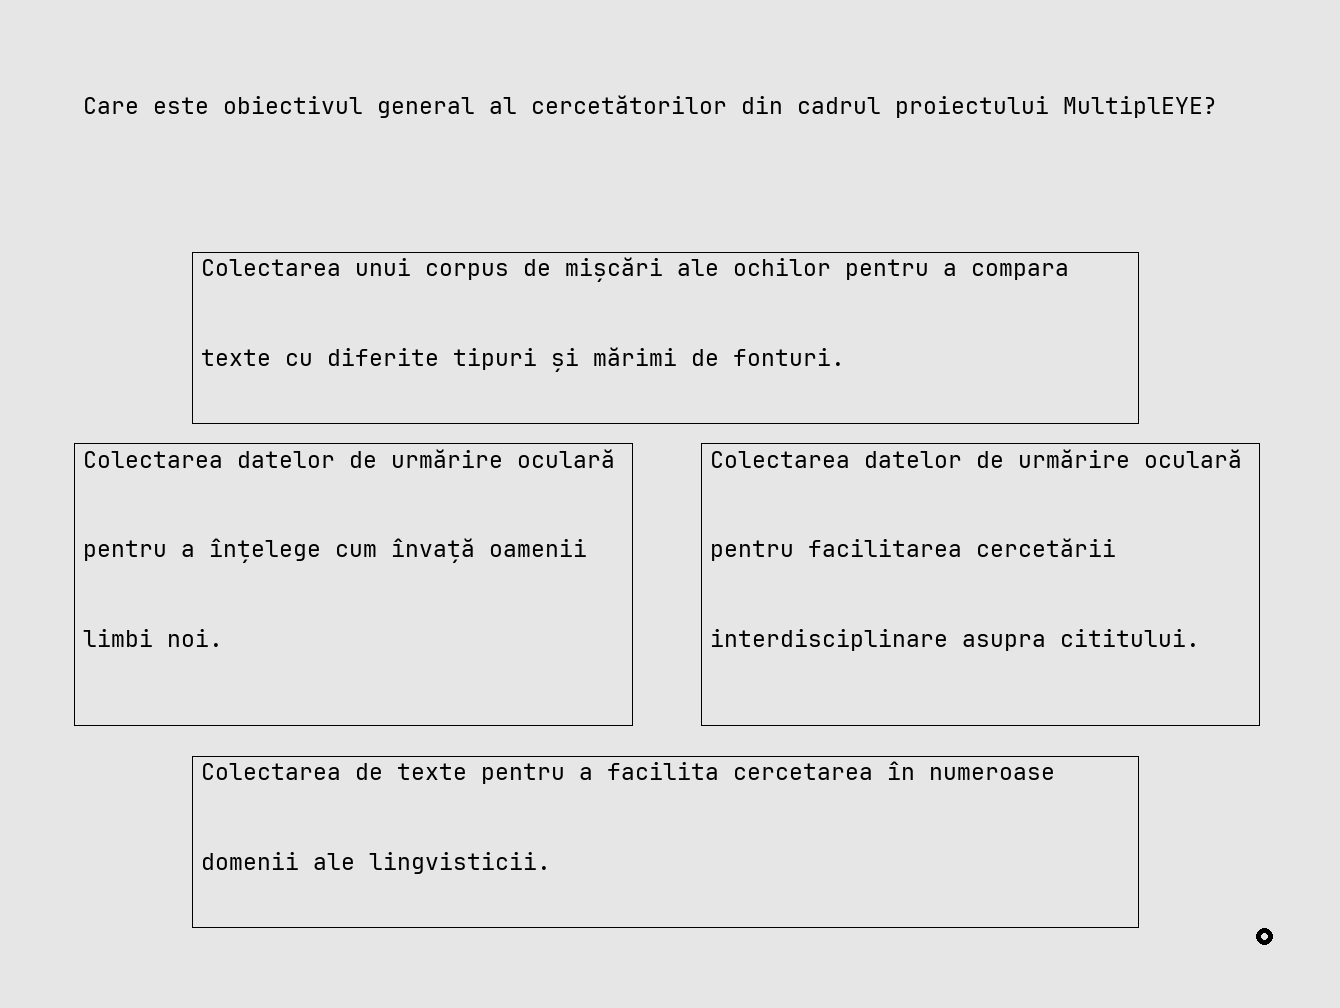 Care este obiectivul general al cercetătorilor din cadrul proiectului MultiplEYE?
Colectarea unui corpus de mișcări ale ochilor pentru a compara
texte cu diferite tipuri și mărimi de fonturi.
Colectarea datelor de urmărire oculară
pentru a înțelege cum învață oamenii
limbi noi.
Colectarea datelor de urmărire oculară
pentru facilitarea cercetării
interdisciplinare asupra cititului.
Colectarea de texte pentru a facilita cercetarea în numeroase
domenii ale lingvisticii.